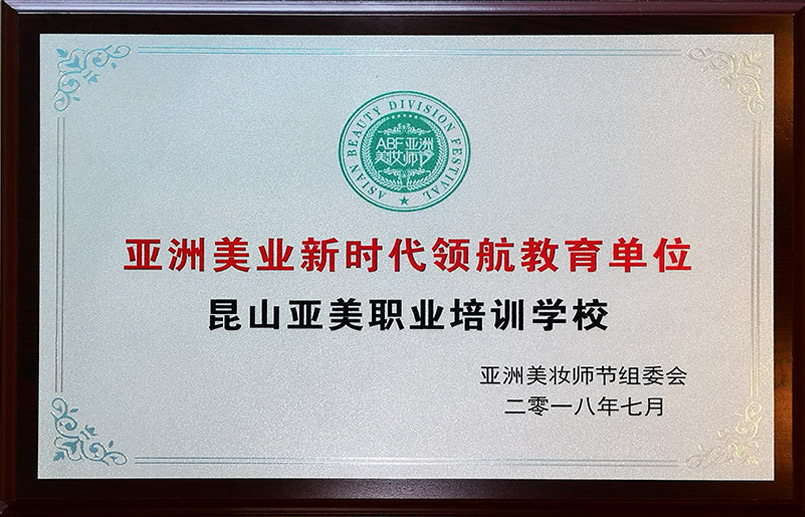 ASIAN BEAUTY DIVISION FESTIVAL
ABF亚洲
美妆师节
亚洲美业新时代领航教育单位
昆山亚美职业培训学校
亚洲美妆师节组委会
二零一八年七月